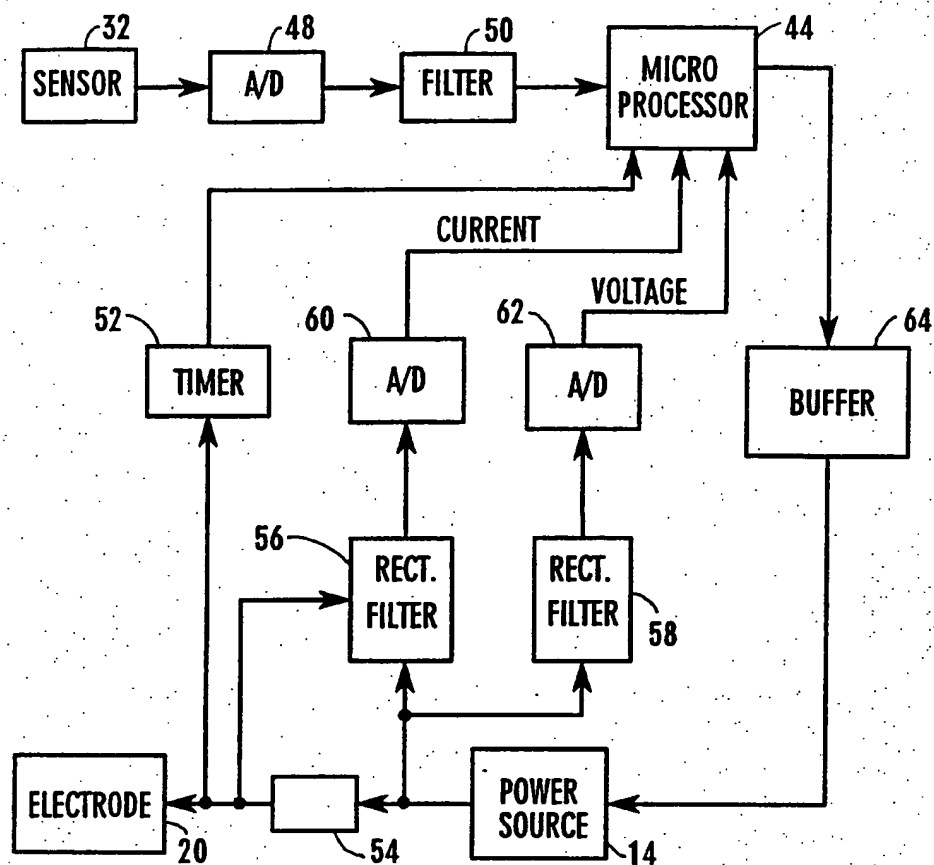 32
48
50
44
SENSOR
A/D
FILTER
MICRO
PROCESSOR
CURRENT
VOLTAGE
52
60
62
64
TIMER
A/D
A/D
BUFFER
56
RECT.
FILTER
RECT.
FILTER
58
ELECTRODE
POWER
SOURCE
20
54
14